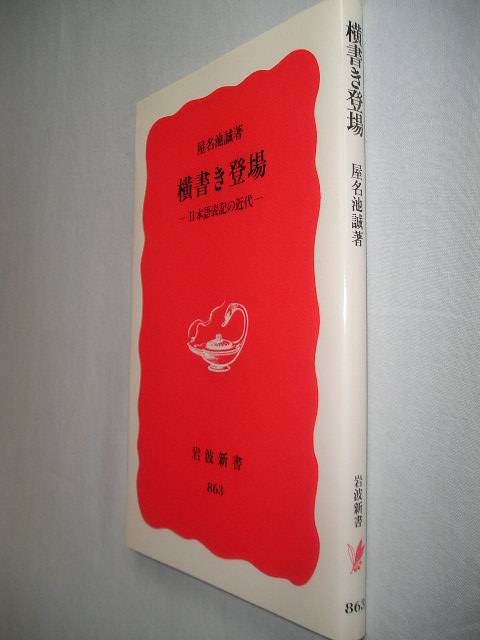 屋名池誠著
横書き登場
―日本語表記の近代―
岩波新書
863
横書き登場
屋名池誠著
岩波新書
863